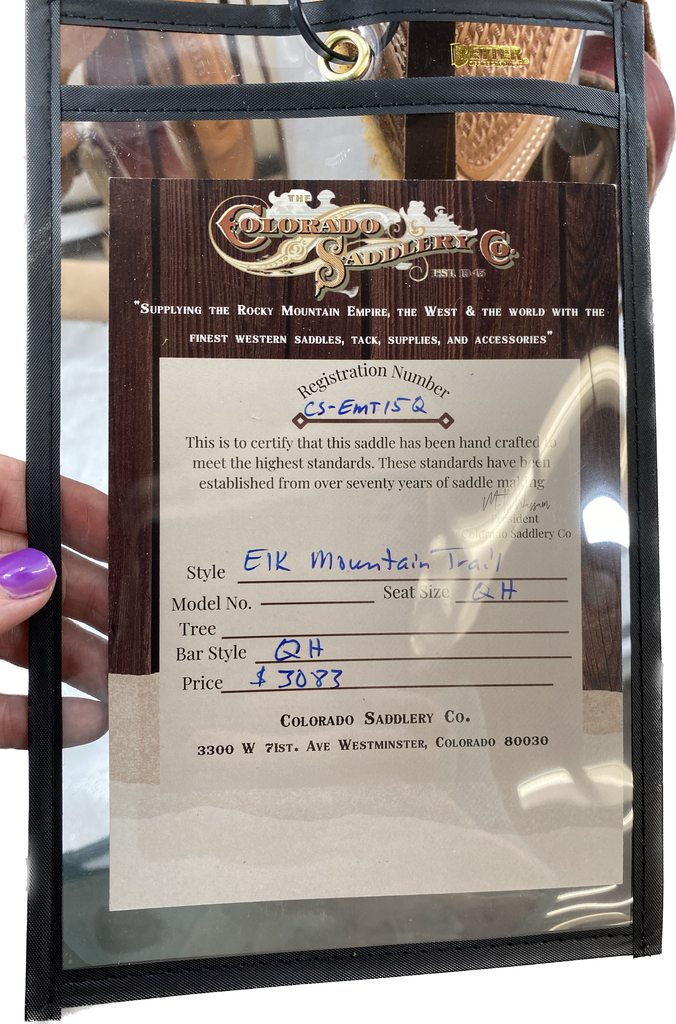 THE
COLORADO
SADDLERY CO.
EST. 1945
"SUPPLYING THE ROCKY MOUNTAIN EMPIRE, THE WEST & THE WORLD WITH THE
FINEST WESTERN SADDLES, TACK, SUPPLIES, AND ACCESSORIES"
Registration Number
CS-EMT15Q
This is to certify that this saddle has been hand crafted to
meet the highest standards. These standards have been
established from over seventy years of saddle making
President
Colorado Saddlery Co
Style Elk Mountain Trail
Model No. Seat Size QH
Tree
Bar Style QH
Price $ 3083
COLORADO SADDLERY CO.
3300 W 71ST. AVE WESTMINSTER, COLORADO 80030